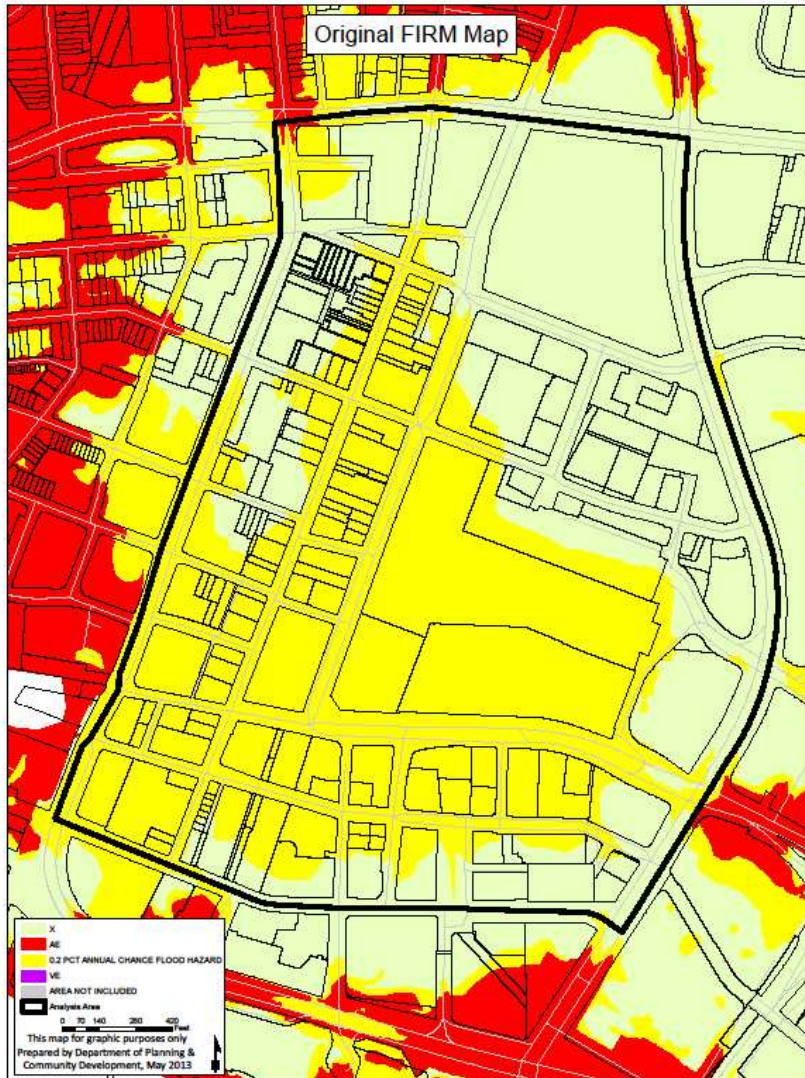 Original FIRM Map
X
AE
0.2 PCT ANNUAL CHANGE FLOOD HAZARD
VE
AREA NOT INCLUDED
Analysis Area
0 70 140 280 420
Feet
This map for graphic purposes only
Prepared by Department of Planning &
Community Development, May 2013